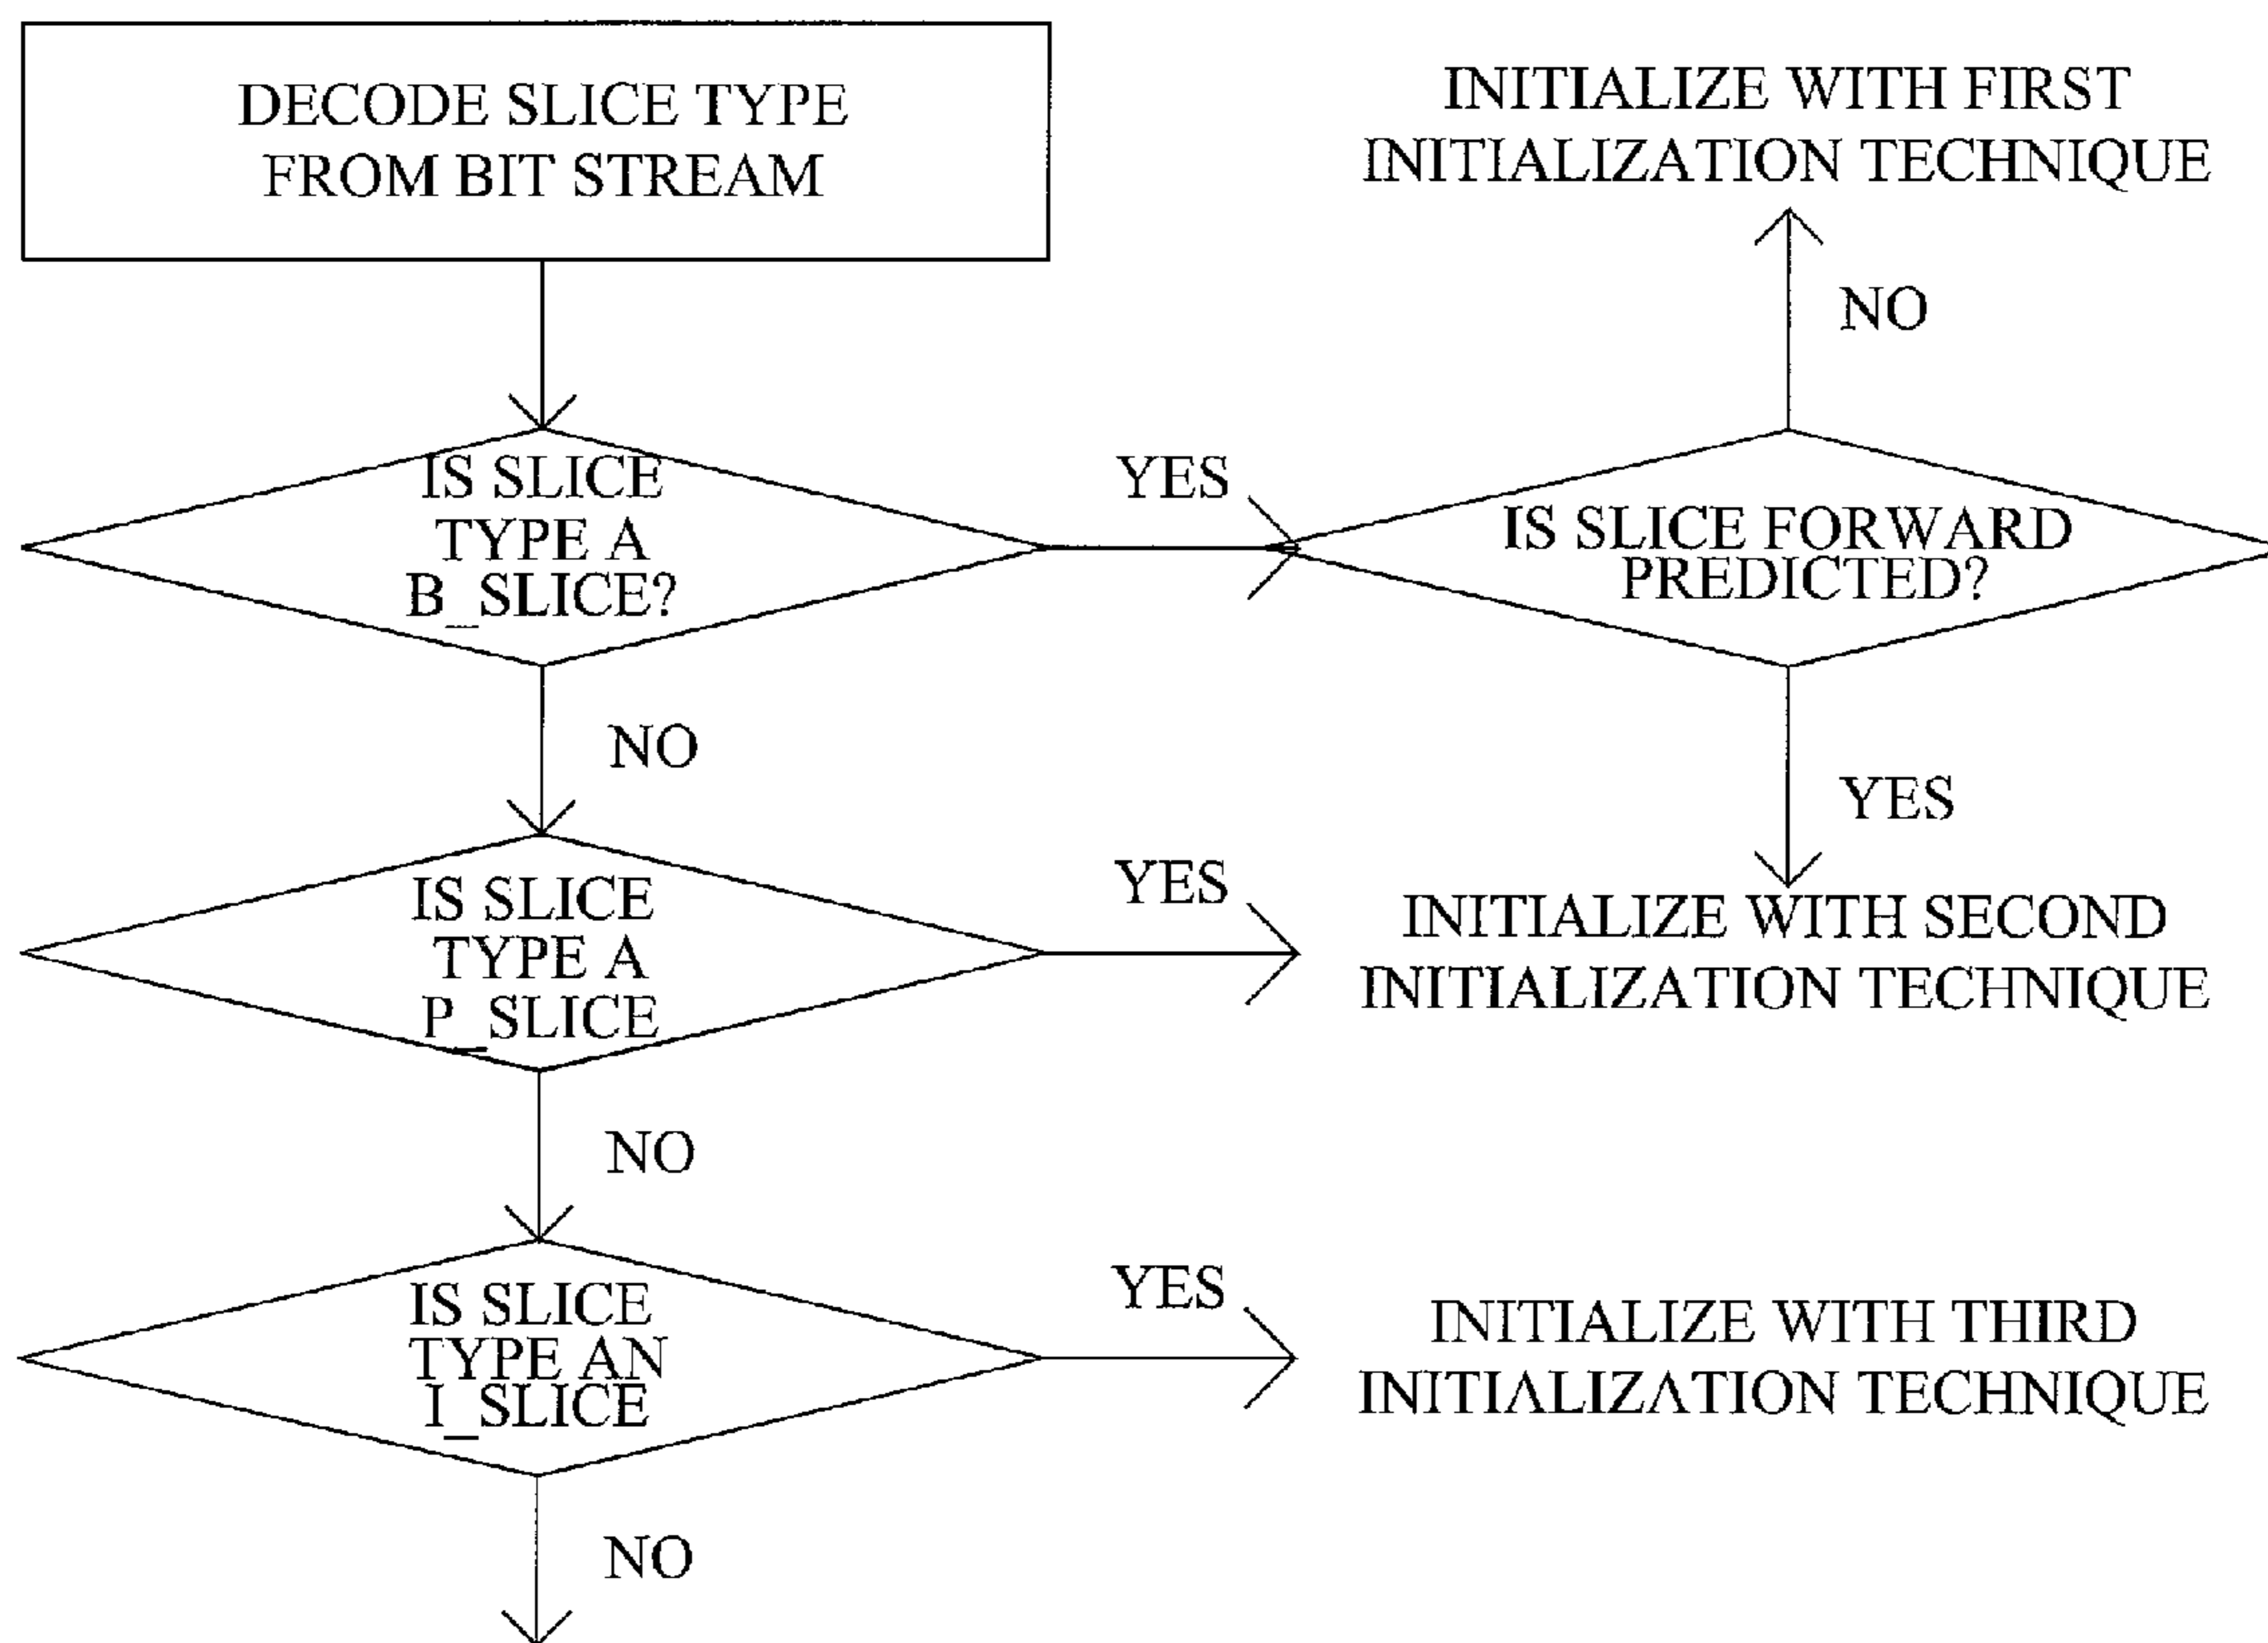 DECODE SLICE TYPE
FROM BIT STREAM
INITIALIZE WITH FIRST
INITIALIZATION TECHNIQUE
NO
IS SLICE
TYPE A
B_SLICE?
YES
IS SLICE FORWARD
PREDICTED?
NO
YES
IS SLICE
TYPE A
P_SLICE
YES
INITIALIZE WITH SECOND
INITIALIZATION TECHNIQUE
NO
IS SLICE
TYPE AN
I_SLICE
YES
INITIALIZE WITH THIRD
INITIALIZATION TECHNIQUE
NO